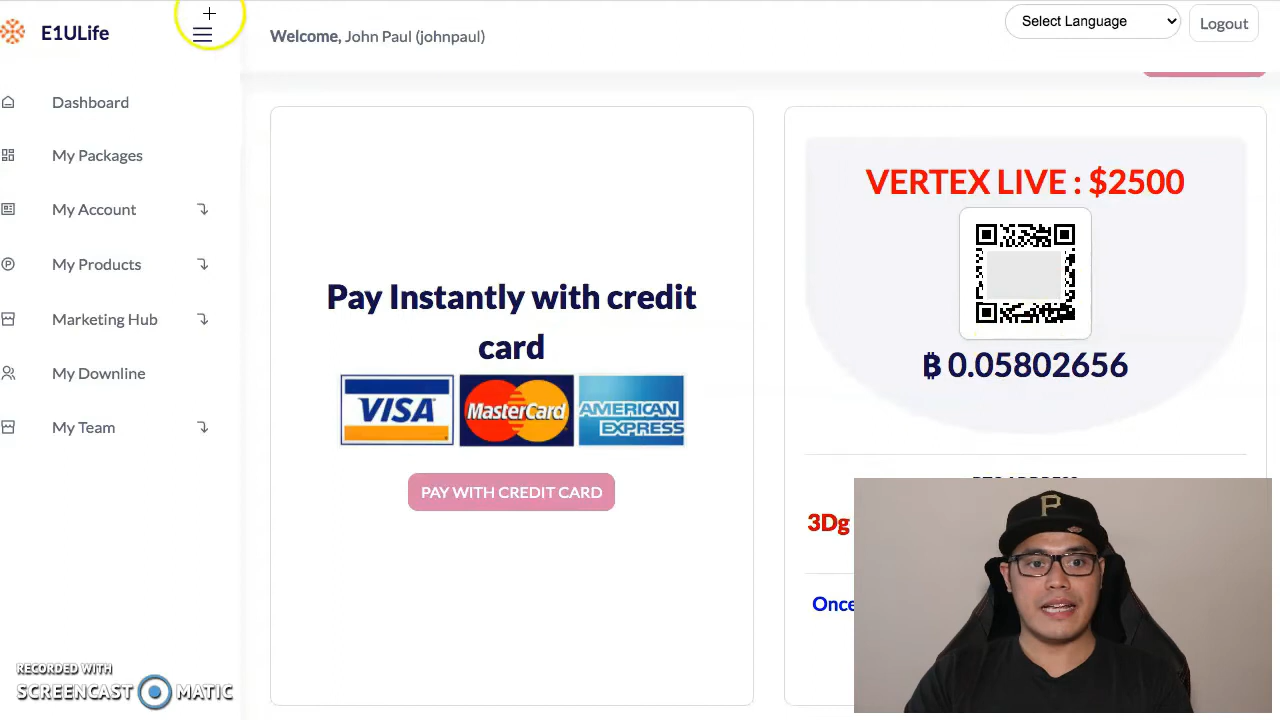 E1ULife
Welcome, John Paul (johnpaul)
Select Language
Logout
Dashboard
My Packages
My Account
My Products
Marketing Hub
My Downline
My Team
Pay Instantly with credit
card
VISA
MasterCard
AMERICAN
EXPRESS
PAY WITH CREDIT CARD
VERTEX LIVE : $2500
฿ 0.05802656
3Dg
Once
P
RECORDED WITH
SCREENCAST MATIC